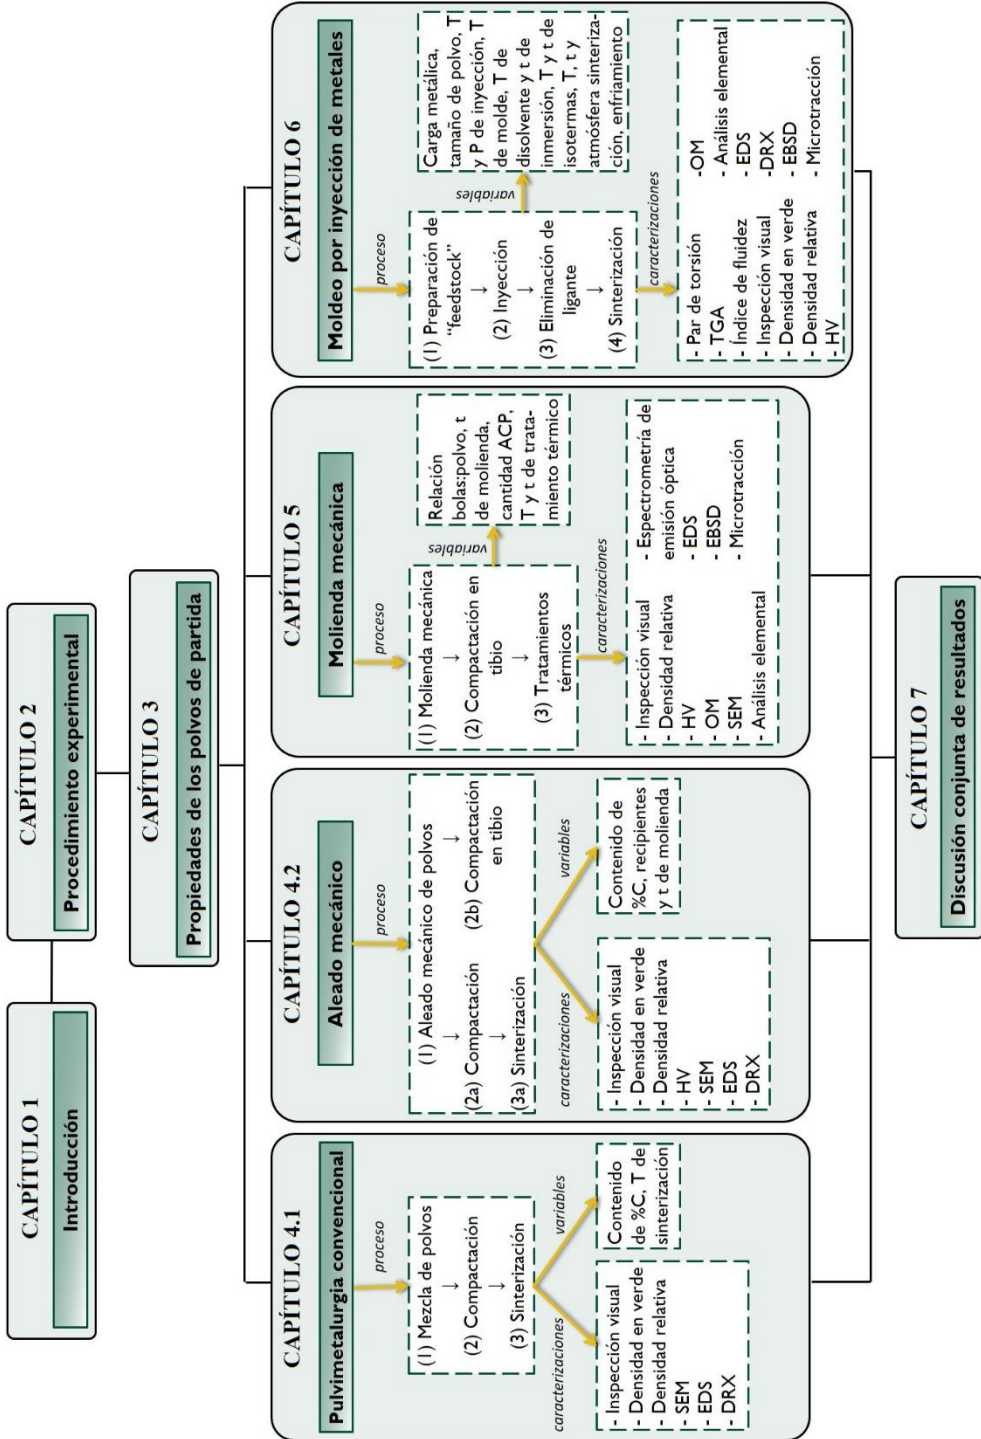 CAPÍTULO 1
Introducción
CAPÍTULO 2
Procedimiento experimental
CAPÍTULO 3
Propiedades de los polvos de partida
CAPÍTULO 4.1
Pulvimetalurgia convencional
proceso
(1) Mezcla de polvos
↓
(2) Compactación
↓
(3) Sinterización
caracterizaciones
variables
- Inspección visual
- Densidad en verde
- Densidad relativa
- SEM
- EDS
- DRX
Contenido
de %C, T de
sinterización
CAPÍTULO 4.2
Aleado mecánico
proceso
(1) Aleado mecánico de polvos
↓ ↓
(2a) Compactación (2b) Compactación
en tibio
↓
(3a) Sinterización
caracterizaciones
variables
- Inspección visual
- Densidad en verde
- Densidad relativa
- HV
- SEM
- EDS
- DRX
Contenido de
%C, recipientes
y t de molienda
CAPÍTULO 5
Molienda mecánica
proceso
(1) Molienda mecánica
↓
(2) Compactación en
tibio
↓
(3) Tratamientos
térmicos
variables
Relación
bolas:polvo, t
de molienda,
cantidad ACP,
T y t de trata-
miento térmico
caracterizaciones
- Inspección visual
- Densidad relativa
- HV
- OM
- SEM
- Análisis elemental
- Espectrometría de
emisión óptica
- EDS
- EBSD
- Microtracción
CAPÍTULO 6
Moldeo por inyección de metales
proceso
(1) Preparación de
“feedstock”
↓
(2) Inyección
↓
(3) Eliminación de
ligante
↓
(4) Sinterización
variables
Carga metálica,
tamaño de polvo, T
y P de inyección, T
de molde, T de
disolvente y t de
inmersión, T y t de
isotermas, T, t y
atmósfera sinteriza-
ción, enfriamiento
caracterizaciones
- Par de torsión
- TGA
- Índice de fluidez
- Inspección visual
- Densidad en verde
- Densidad relativa
- HV
-OM
- Análisis elemental
- EDS
-DRX
- EBSD
- Microtracción
CAPÍTULO 7
Discusión conjunta de resultados